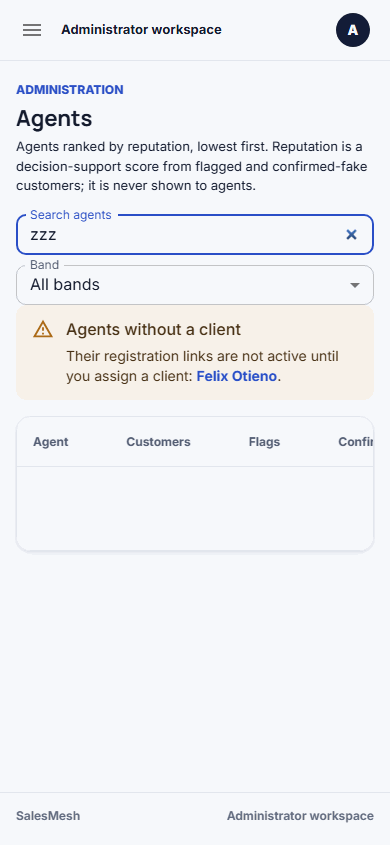 Administrator workspace
A
ADMINISTRATION
Agents
Agents ranked by reputation, lowest first. Reputation is a
decision-support score from flagged and confirmed-fake
customers; it is never shown to agents.
Search agents
zzz
Band
All bands
Agents without a client
Their registration links are not active until
you assign a client: Felix Otieno.
Agent Customers Flags Confir
SalesMesh Administrator workspace